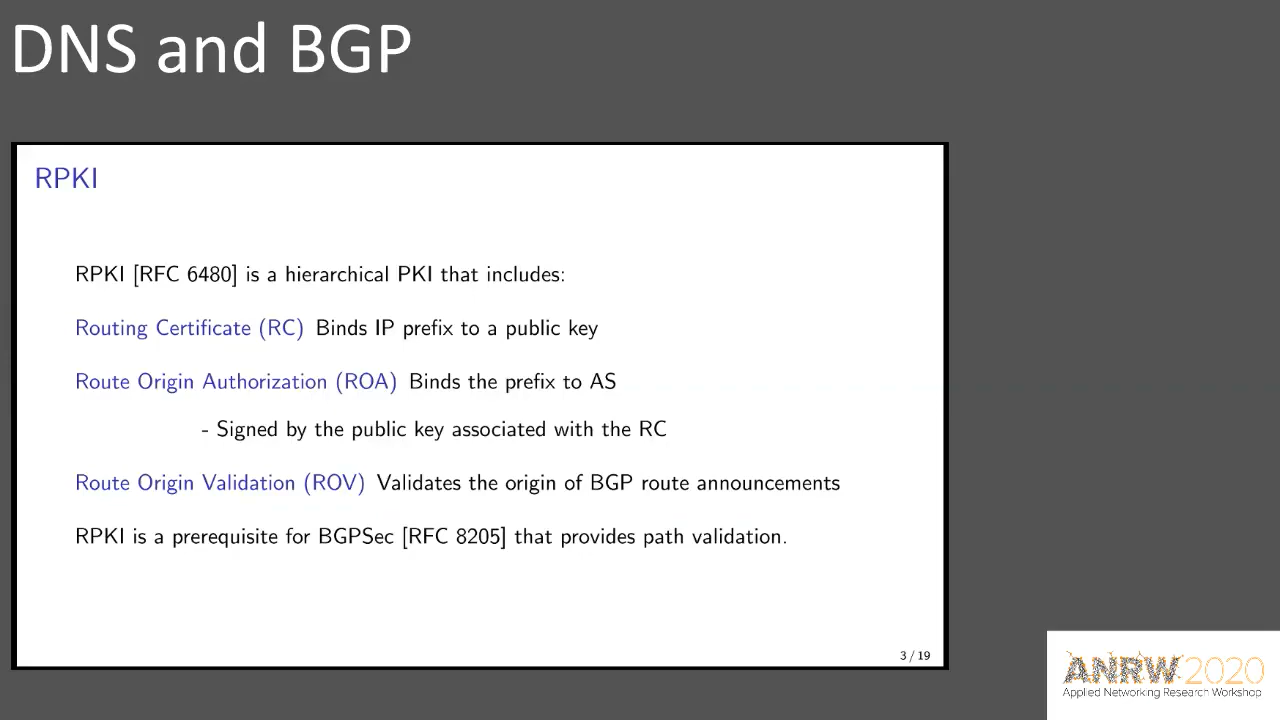 DNS and BGP
RPKI
RPKI [RFC 6480] is a hierarchical PKI that includes:
Routing Certificate (RC) Binds IP prefix to a public key
Route Origin Authorization (ROA) Binds the prefix to AS
- Signed by the public key associated with the RC
Route Origin Validation (ROV) Validates the origin of BGP route announcements
RPKI is a prerequisite for BGPSec [RFC 8205] that provides path validation.
3 / 19
ANRW 2020
Applied Networking Research Workshop